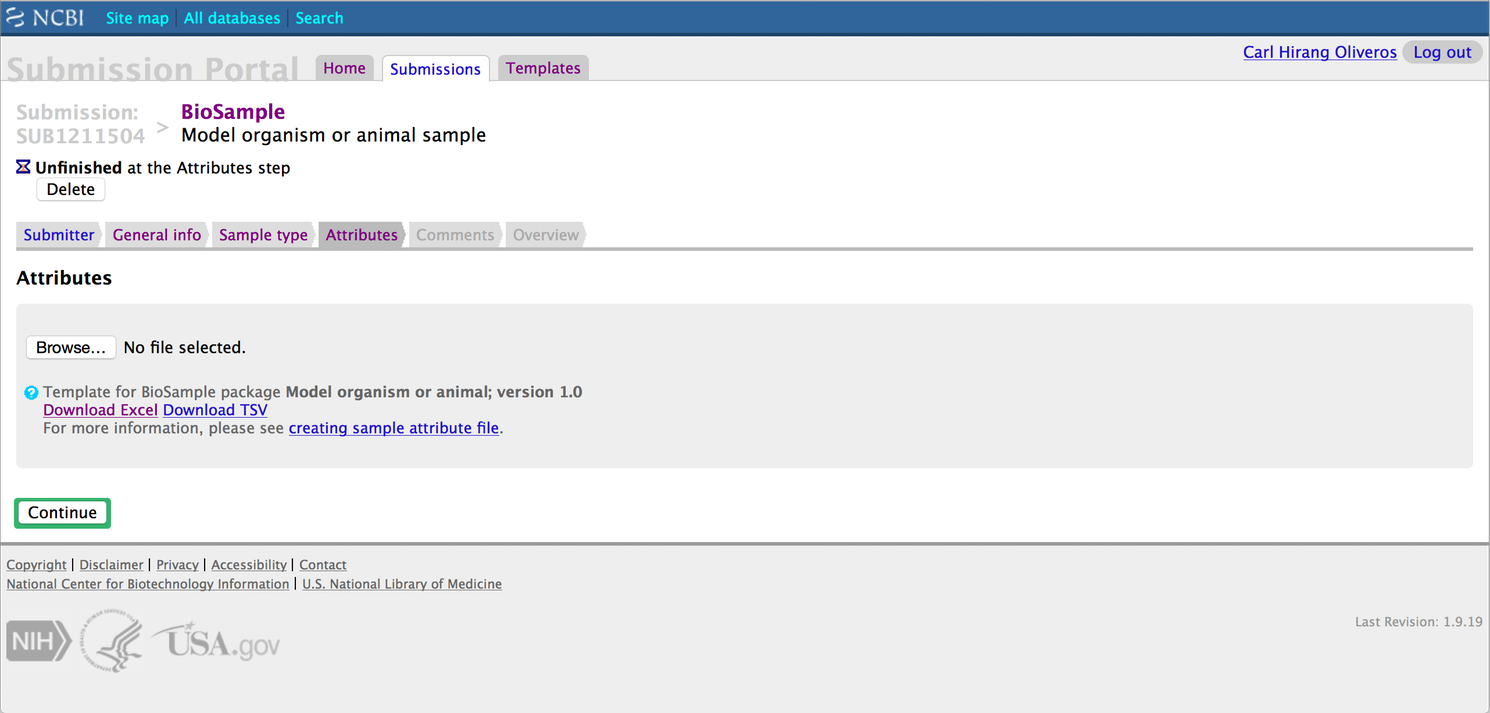 NCBI Site map All databases Search
Carl Hirang Oliveros Log out
Submission Portal Home Submissions Templates
Submission: SUB1211504 >
BioSample
Model organism or animal sample
Unfinished at the Attributes step
Delete
Submitter General info Sample type Attributes Comments Overview
Attributes
Browse... No file selected.
? Template for BioSample package Model organism or animal; version 1.0
Download Excel Download TSV
For more information, please see creating sample attribute file.
Continue
Copyright | Disclaimer | Privacy | Accessibility | Contact
National Center for Biotechnology Information | U.S. National Library of Medicine
Last Revision: 1.9.19
NIH USA.gov